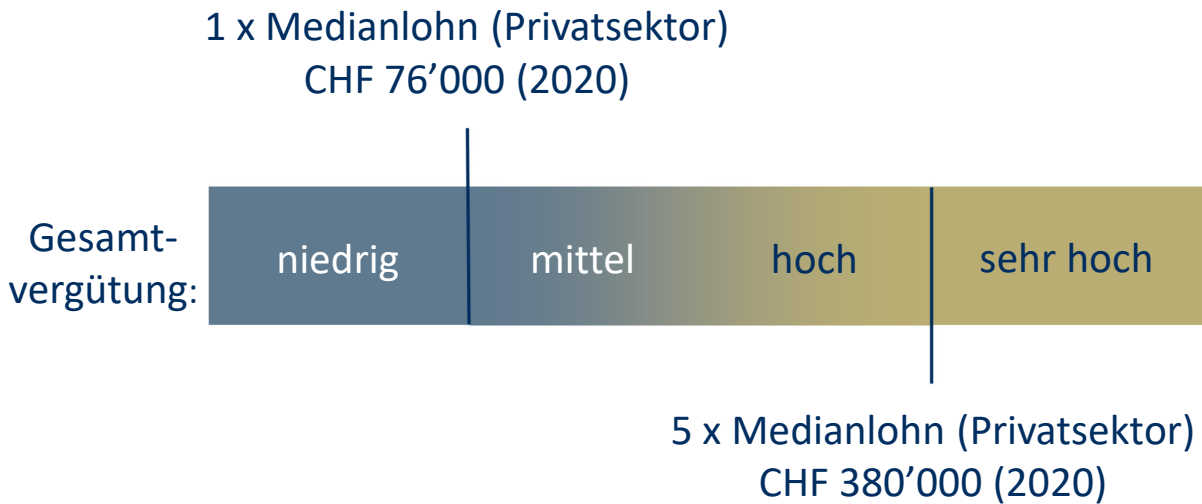 1 x Medianlohn (Privatsektor)
CHF 76’000 (2020)
Gesamt-
vergütung:
niedrig
mittel
hoch
sehr hoch
5 x Medianlohn (Privatsektor)
CHF 380’000 (2020)